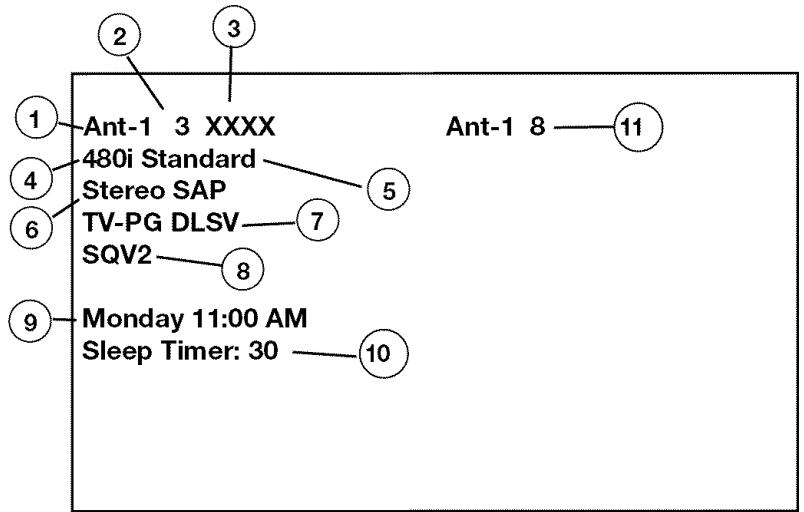 2 3
1 Ant-1 3 XXXX Ant-1 8 11
4 480i Standard 5
6 Stereo SAP
TV-PG DLSV 7
SQV2 8
9 Monday 11:00 AM
Sleep Timer: 30 10